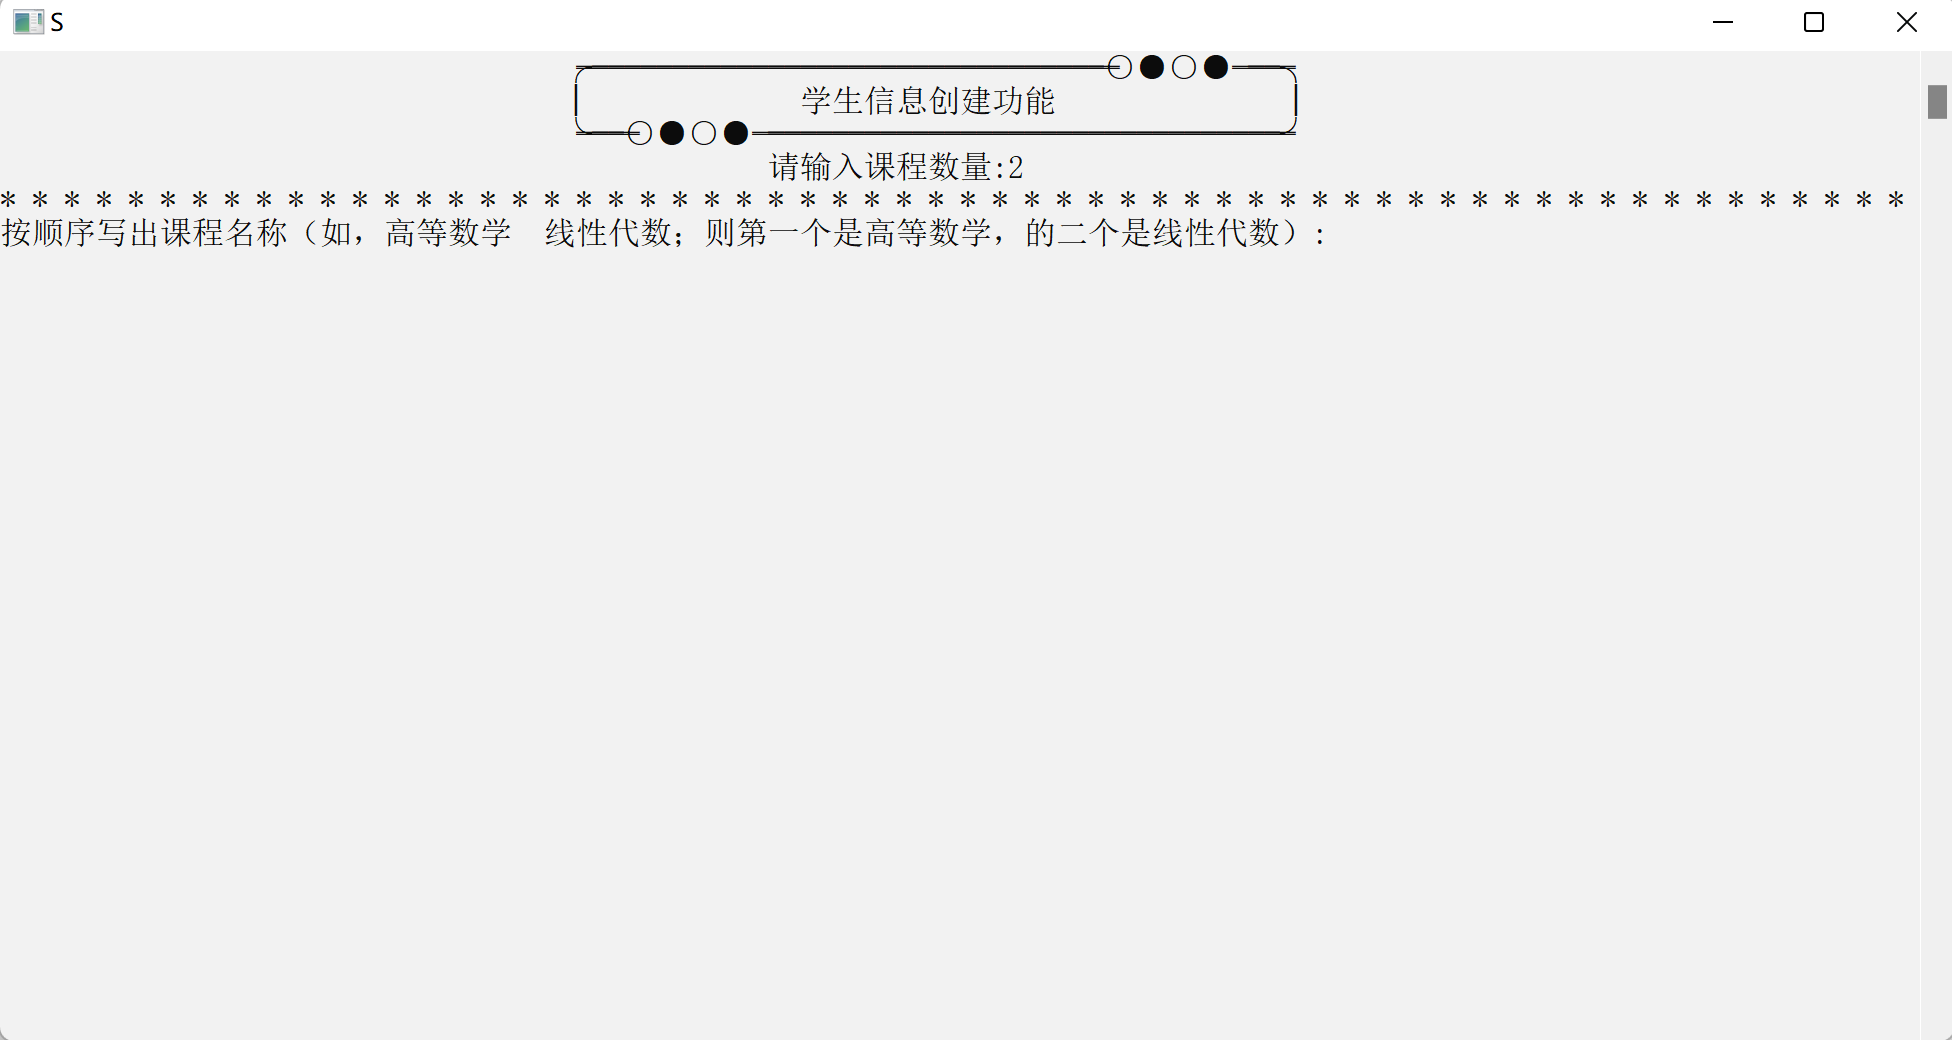 S
╭═════════════════○●○●══╮
│       学生信息创建功能       │
╰══○●○●═════════════════╯
请输入课程数量:2
* * * * * * * * * * * * * * * * * * * * * * * * * * * * * * * * * * * * * * * * * * * * * * * * * * * * * * * * * * * *
按顺序写出课程名称（如，高等数学  线性代数；则第一个是高等数学，的二个是线性代数）: